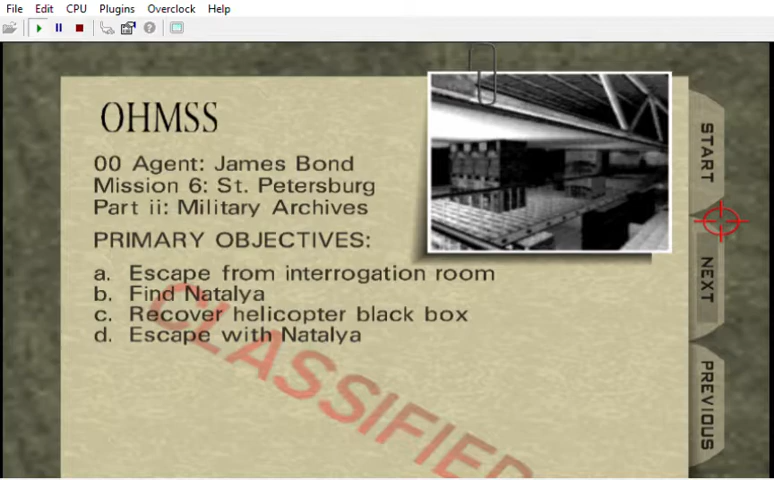 File Edit CPU Plugins Overclock Help
OHMSS
00 Agent: James Bond
Mission 6: St. Petersburg
Part ii: Military Archives
PRIMARY OBJECTIVES:
a. Escape from interrogation room
b. Find Natalya
c. Recover helicopter black box
d. Escape with Natalya
CLASSIFIED
START
NEXT
PREVIOUS